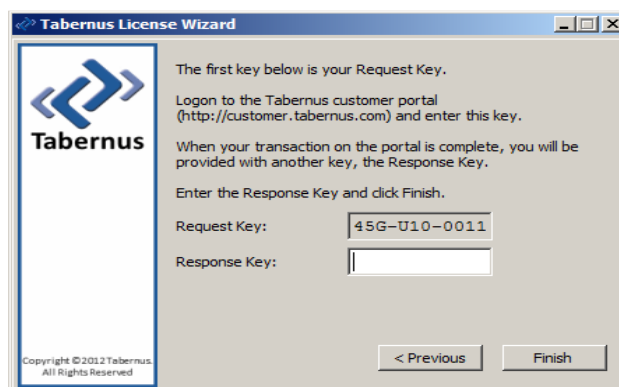 Tabernus License Wizard
The first key below is your Request Key.
Logon to the Tabernus customer portal
(http://customer.tabernus.com) and enter this key.
When your transaction on the portal is complete, you will be
provided with another key, the Response Key.
Enter the Response Key and click Finish.
Request Key:
45G-U10-0011
Response Key:
Tabernus
Copyright ©2012Tabernus.
All Rights Reserved
< Previous
Finish